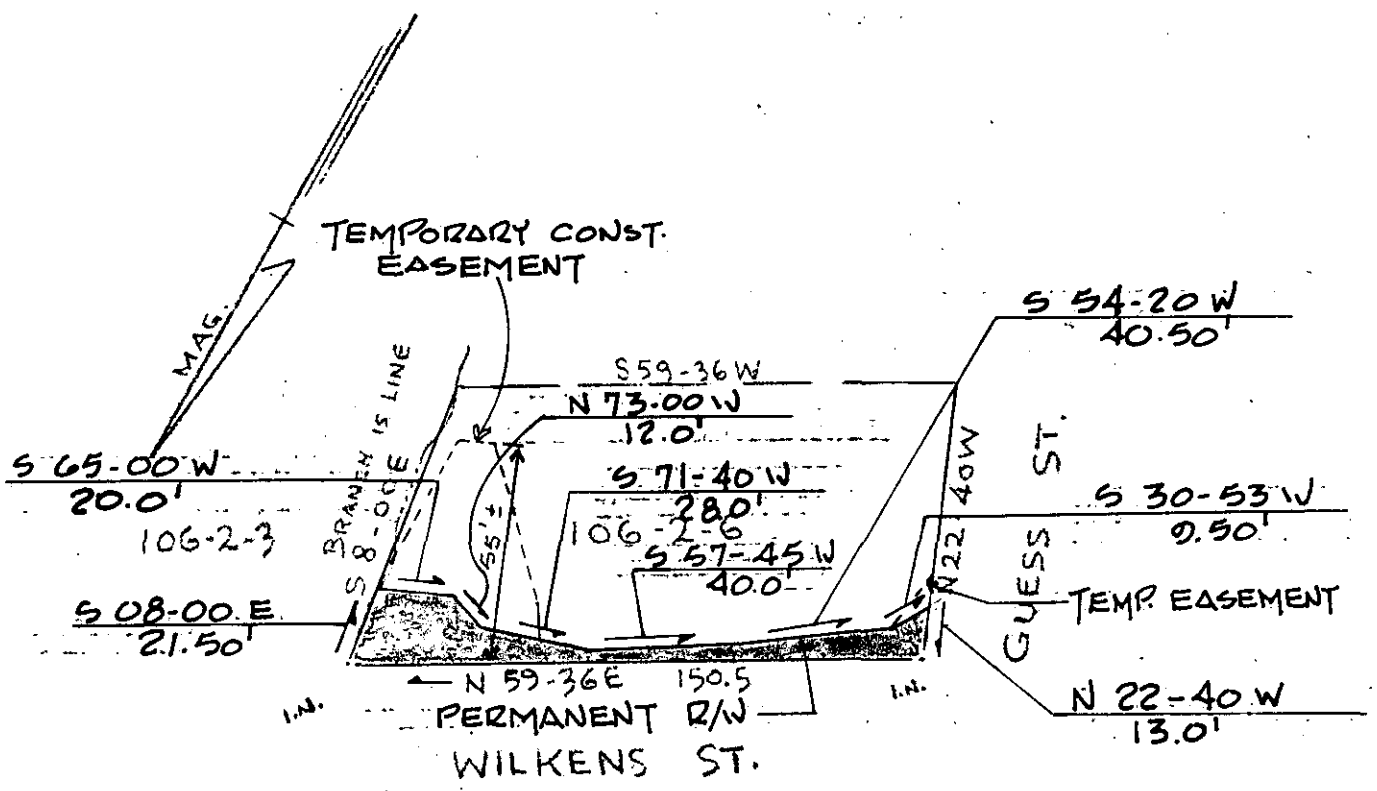 TEMPORARY CONST.
EASEMENT
MAG.
S 54-20 W
40.50'
S59-36W
N 73-00 W
12.0'
BRANCH IS LINE
S 8-00 E
S 65-00 W
20.0'
106-2-3
S 71-40 W
28.0'
55'±
106-2-6
S 57-45 W
40.0'
N22 40W
GUESS ST.
S 30-53 W
9.50'
TEMP. EASEMENT
S 08-00 E
21.50'
N 59-36E 150.5
I.N.
I.N.
PERMANENT R/W
N 22-40 W
13.0'
WILKENS ST.